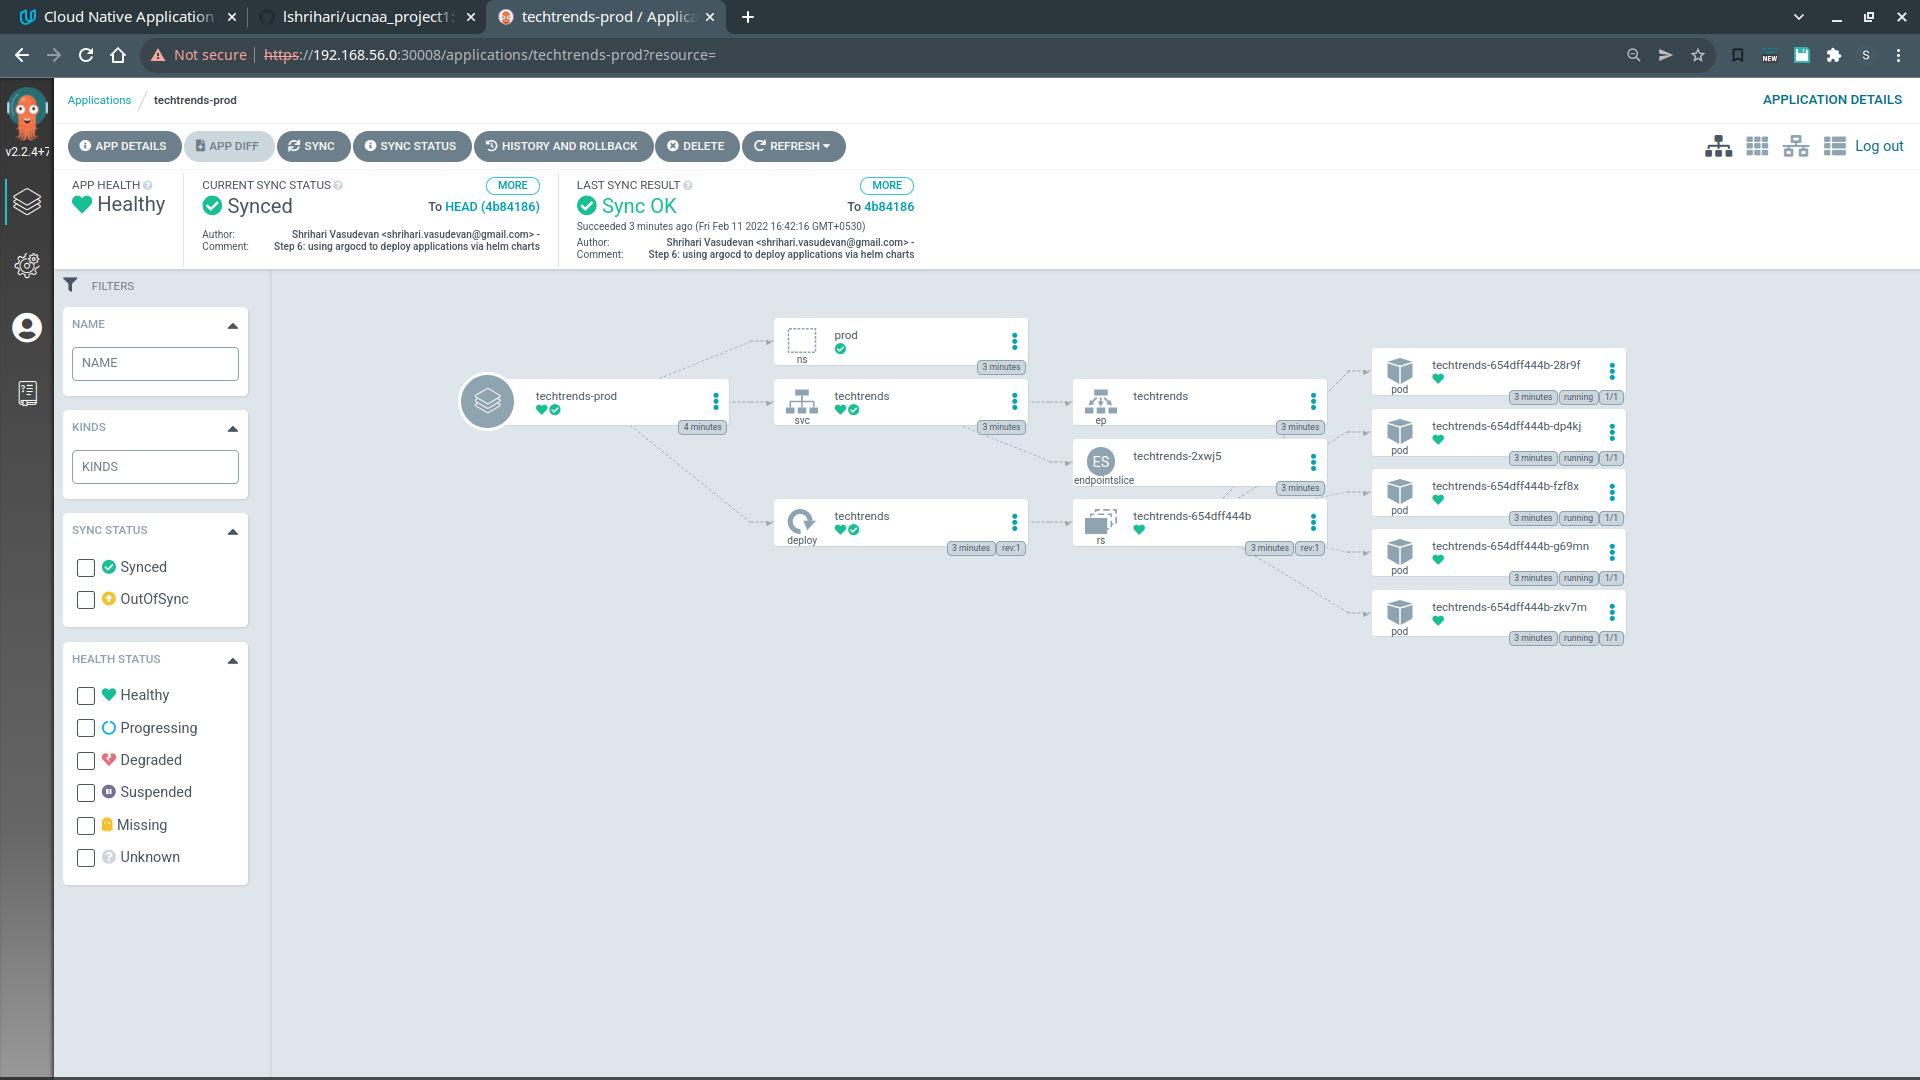 Cloud Native Application
lshrihari/ucnaa_project1:
techtrends-prod / Applica
Not secure https://192.168.56.0:30008/applications/techtrends-prod?resource=
NEW
S
v2.2.4+7
Applications / techtrends-prod
APPLICATION DETAILS
APP DETAILS APP DIFF SYNC SYNC STATUS HISTORY AND ROLLBACK DELETE REFRESH
Log out
APP HEALTH
Healthy
CURRENT SYNC STATUS MORE
Synced To HEAD (4b84186)
Author: Shrihari Vasudevan <shrihari.vasudevan@gmail.com> -
Comment: Step 6: using argocd to deploy applications via helm charts
LAST SYNC RESULT MORE
Sync OK To 4b84186
Succeeded 3 minutes ago (Fri Feb 11 2022 16:42:16 GMT+0530)
Author: Shrihari Vasudevan <shrihari.vasudevan@gmail.com> -
Comment: Step 6: using argocd to deploy applications via helm charts
FILTERS
NAME
NAME
KINDS
KINDS
SYNC STATUS
Synced
OutOfSync
HEALTH STATUS
Healthy
Progressing
Degraded
Suspended
Missing
Unknown
techtrends-prod
4 minutes
prod
ns
3 minutes
techtrends
svc
3 minutes
techtrends
deploy
3 minutes rev:1
techtrends
ep
3 minutes
ES
techtrends-2xwj5
endpointslice
3 minutes
techtrends-654dff444b
rs
3 minutes rev:1
techtrends-654dff444b-28r9f
pod
3 minutes running 1/1
techtrends-654dff444b-dp4kj
pod
3 minutes running 1/1
techtrends-654dff444b-fzf8x
pod
3 minutes running 1/1
techtrends-654dff444b-g69mn
pod
3 minutes running 1/1
techtrends-654dff444b-zkv7m
pod
3 minutes running 1/1